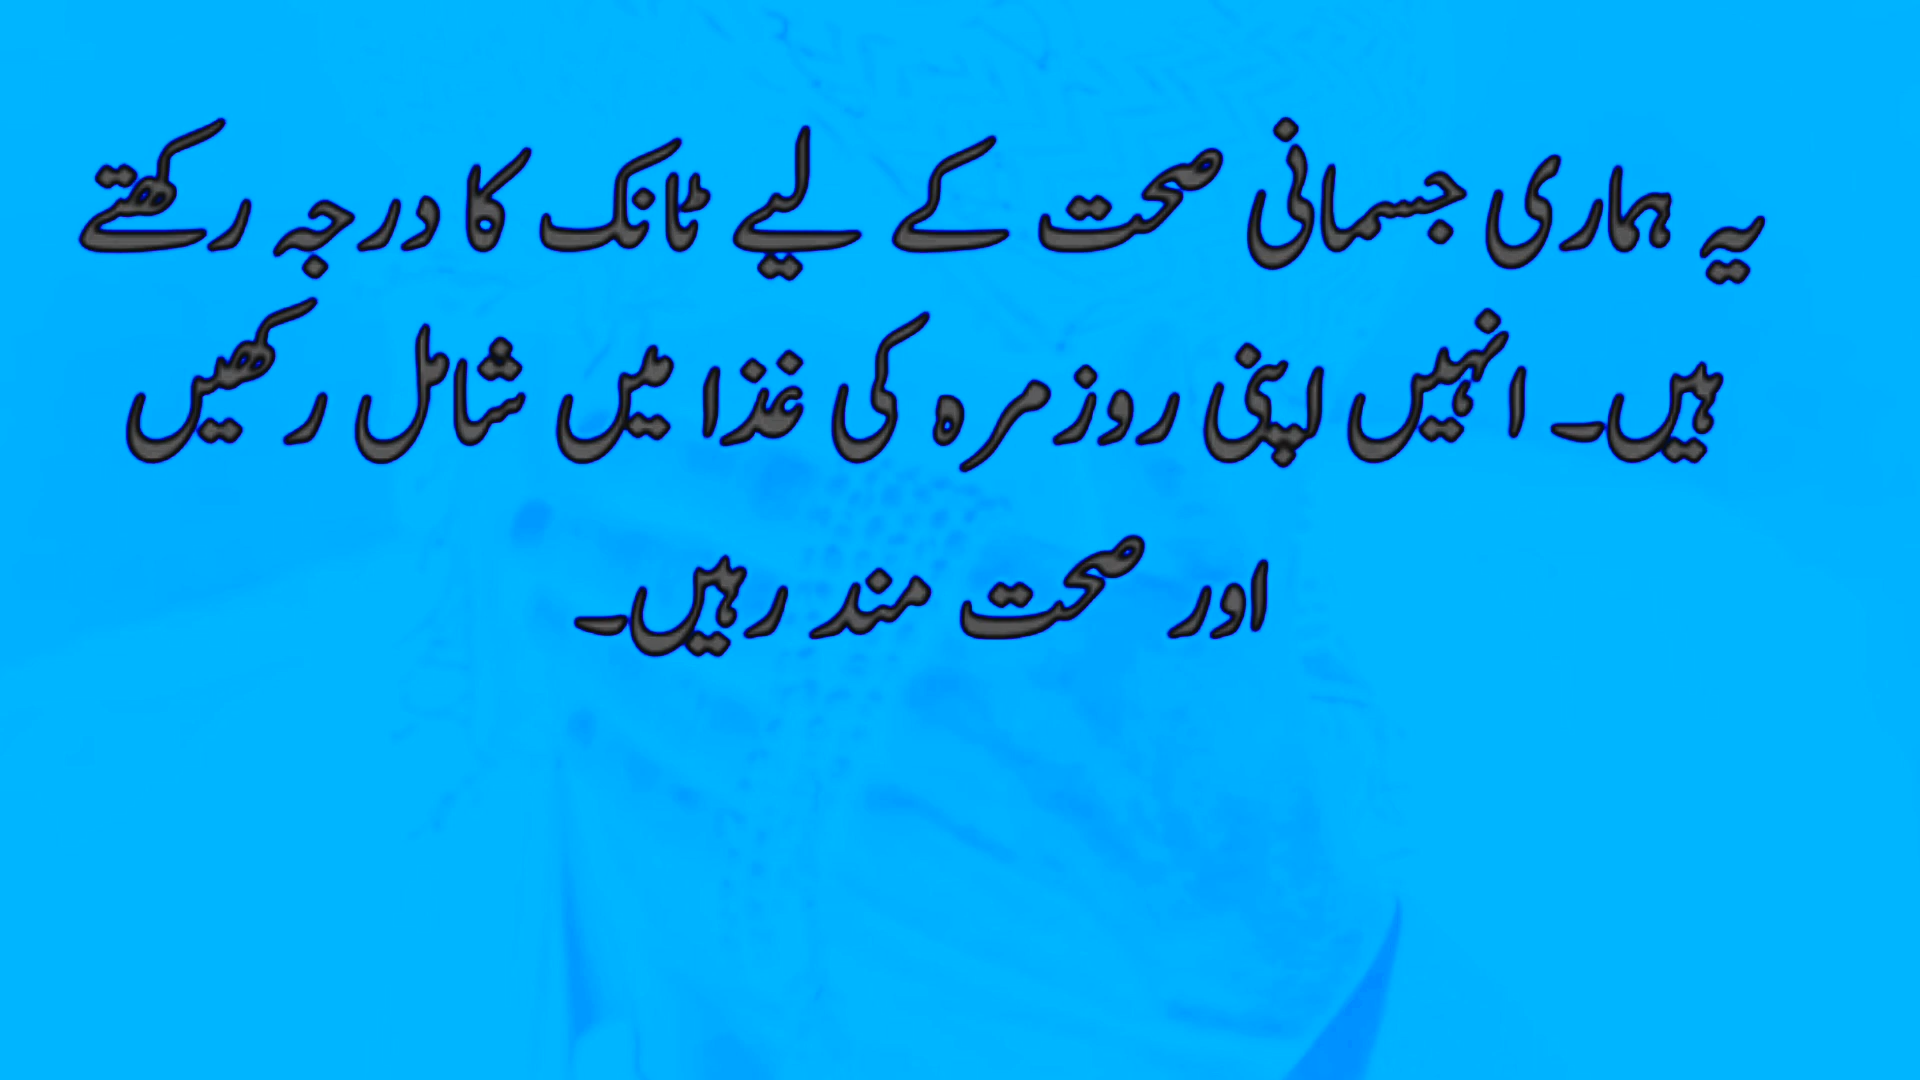 یہ ہماری جسمانی صحت کے لیے ٹانک کا درجہ رکھتے
ہیں۔ انہیں اپنی روزمرہ کی غذا میں شامل رکھیں
اور صحت مند رہیں۔